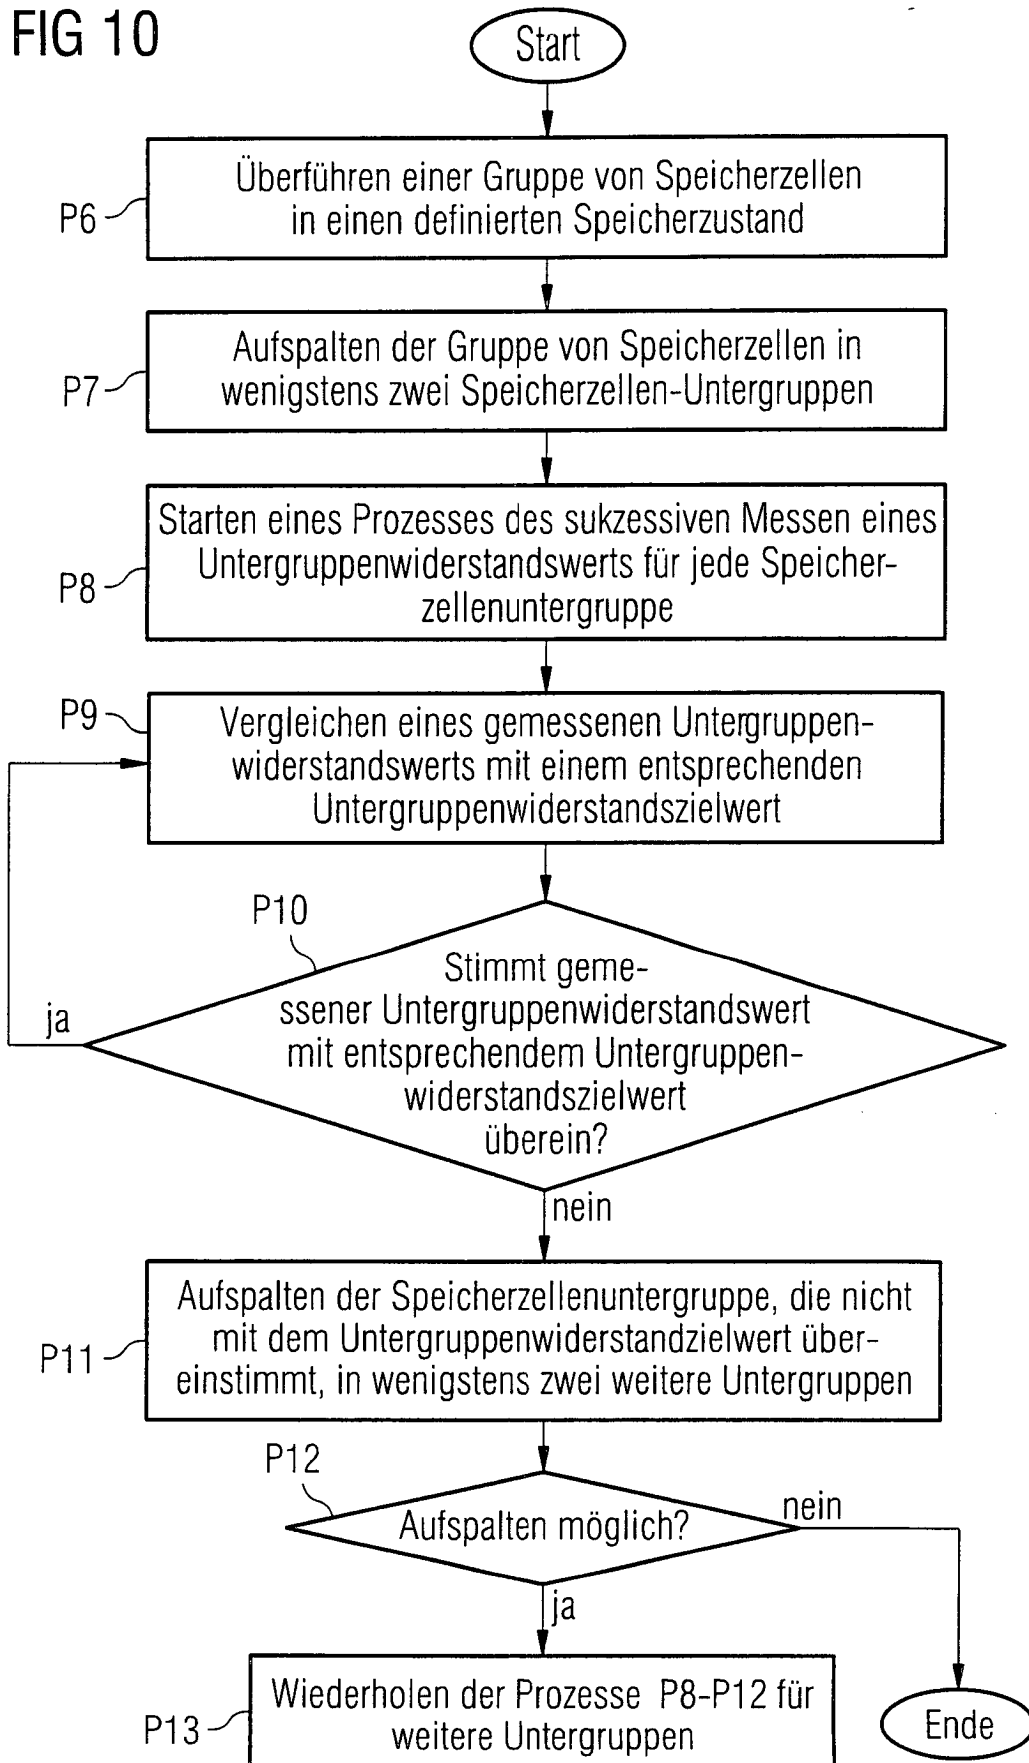 FIG 10
Start
P6
Überführen einer Gruppe von Speicherzellen
in einen definierten Speicherzustand
P7
Aufspalten der Gruppe von Speicherzellen in
wenigstens zwei Speicherzellen-Untergruppen
P8
Starten eines Prozesses des sukzessiven Messen eines
Untergruppenwiderstandswerts für jede Speicher-
zellenuntergruppe
P9
Vergleichen eines gemessenen Untergruppen-
widerstandswerts mit einem entsprechenden
Untergruppenwiderstandszielwert
P10
Stimmt geme-
ssener Untergruppenwiderstandswert
mit entsprechendem Untergruppen-
widerstandszielwert
überein?
ja
nein
P11
Aufspalten der Speicherzellenuntergruppe, die nicht
mit dem Untergruppenwiderstandzielwert über-
einstimmt, in wenigstens zwei weitere Untergruppen
P12
Aufspalten möglich?
nein
ja
P13
Wiederholen der Prozesse P8-P12 für
weitere Untergruppen
Ende